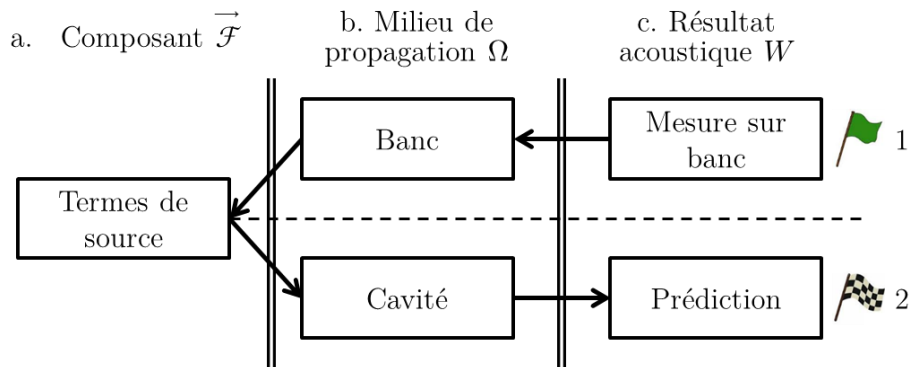 a. Composant $\overrightarrow{\mathcal{F}}$
b. Milieu de
propagation Ω
c. Résultat
acoustique W
Banc
Mesure sur
banc
1
Termes de
source
Cavité
Prédiction
2